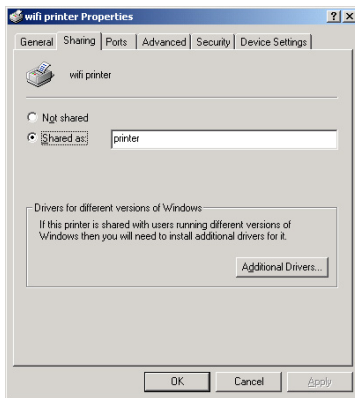 wifi printer Properties
? X
General Sharing Ports Advanced Security Device Settings
wifi printer
Not shared
Shared as: printer
Drivers for different versions of Windows
If this printer is shared with users running different versions of
Windows then you will need to install additional drivers for it.
Additional Drivers...
OK Cancel Apply